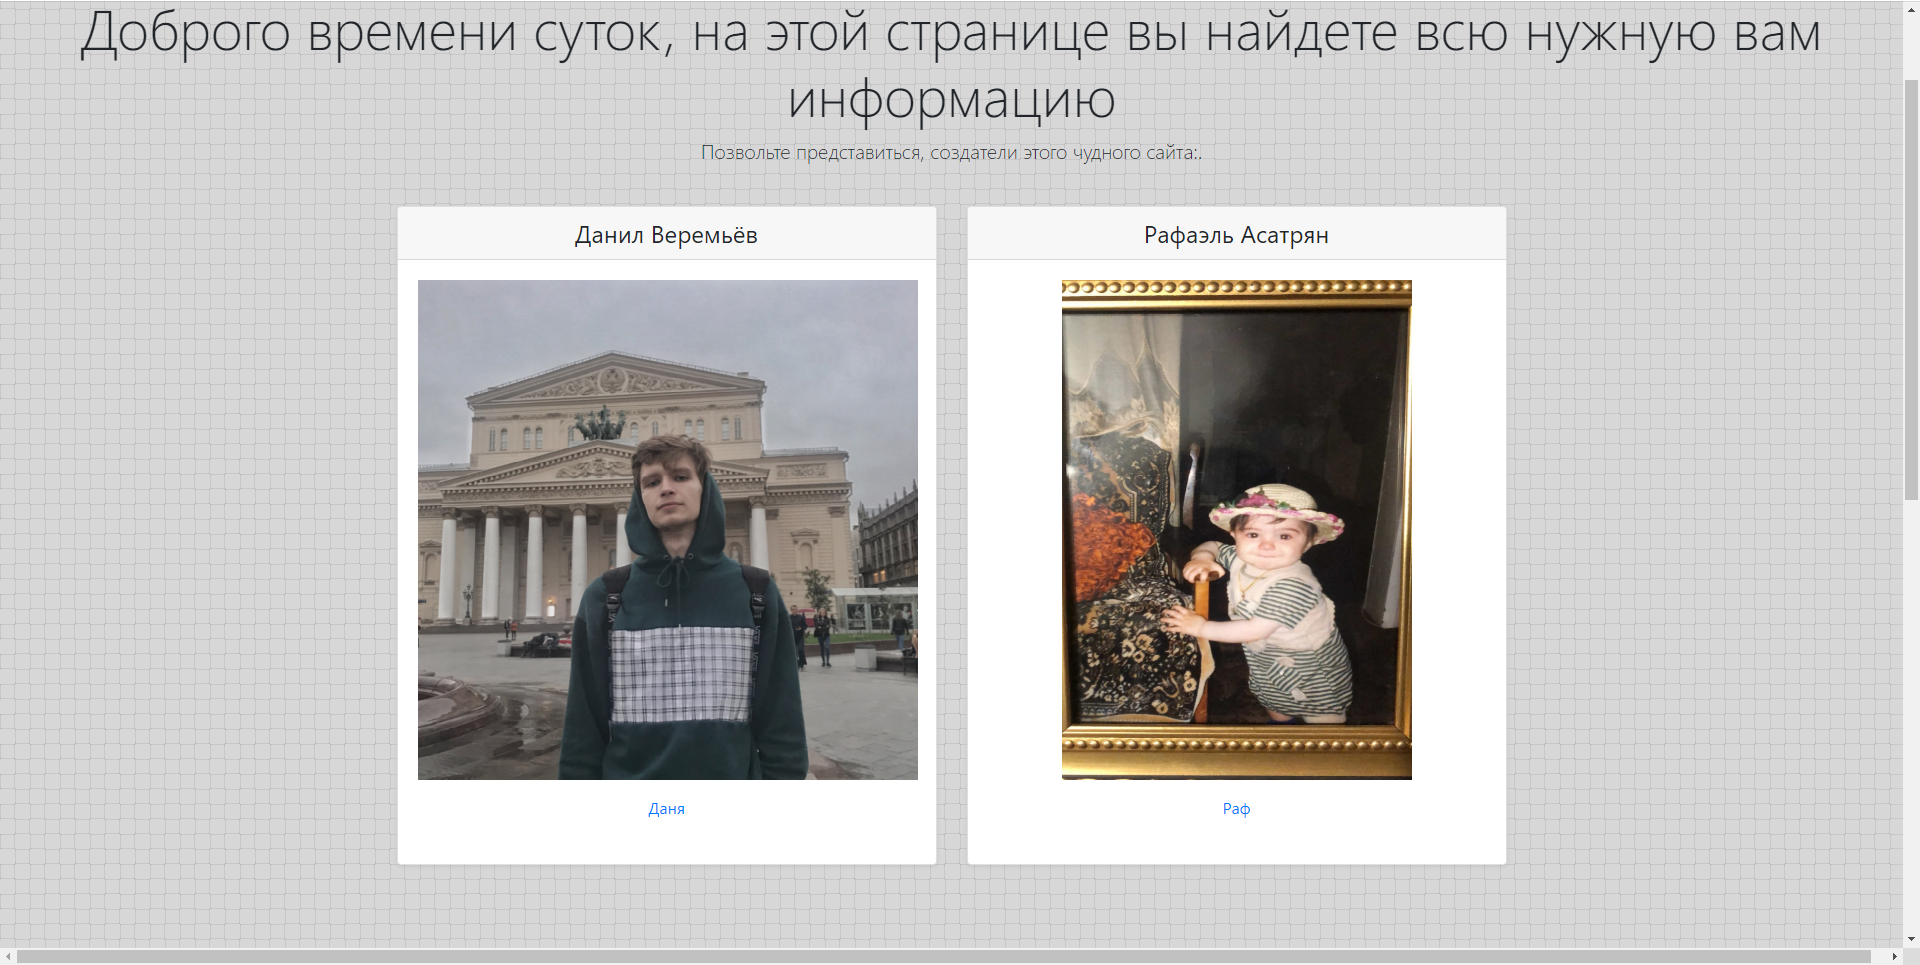 Доброго времени суток, на этой странице вы найдете всю нужную вам
информацию
Позвольте представиться, создатели этого чудного сайта:.
Данил Веремьёв
Рафаэль Асатрян
Даня
Раф